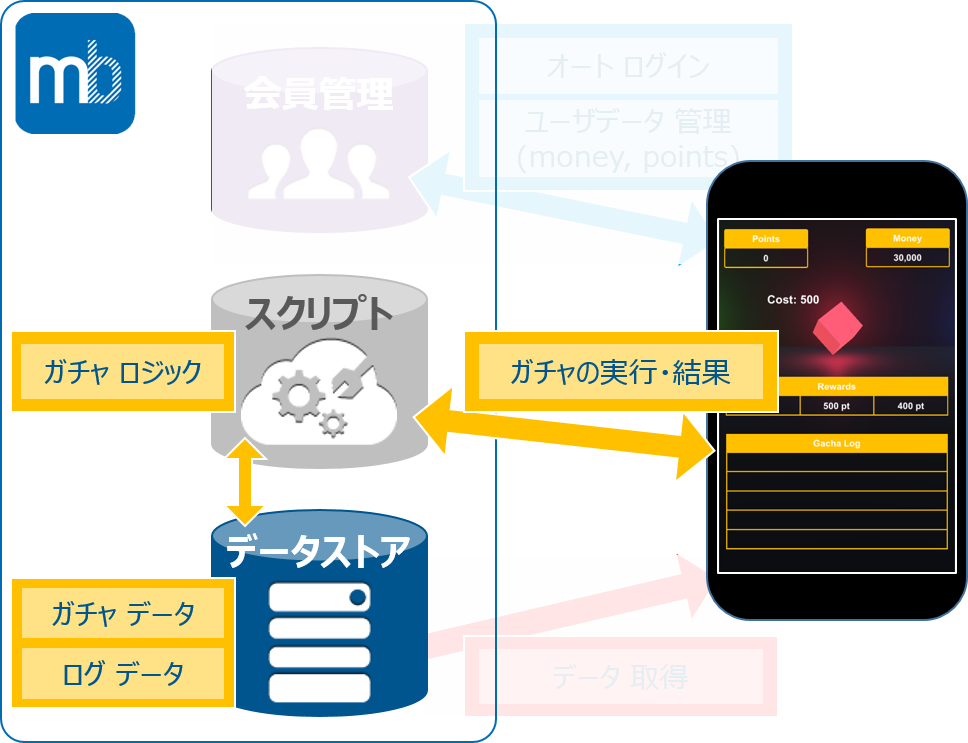 mb
会員管理
オート ログイン
ユーザデータ 管理
(money, points)
Points
0
Money
30,000
Cost: 500
スクリプト
ガチャ ロジック
ガチャの実行・結果
Rewards
500 pt
400 pt
Gacha Log
データストア
ガチャ データ
ログ データ
データ 取得